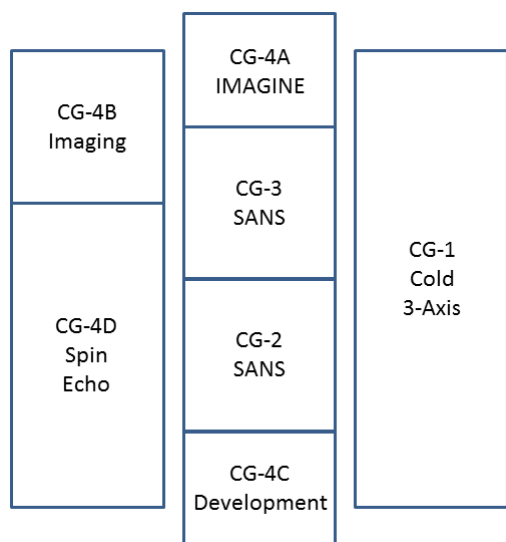 CG-4B
Imaging
CG-4D
Spin
Echo
CG-4A
IMAGINE
CG-3
SANS
CG-2
SANS
CG-4C
Development
CG-1
Cold
3-Axis